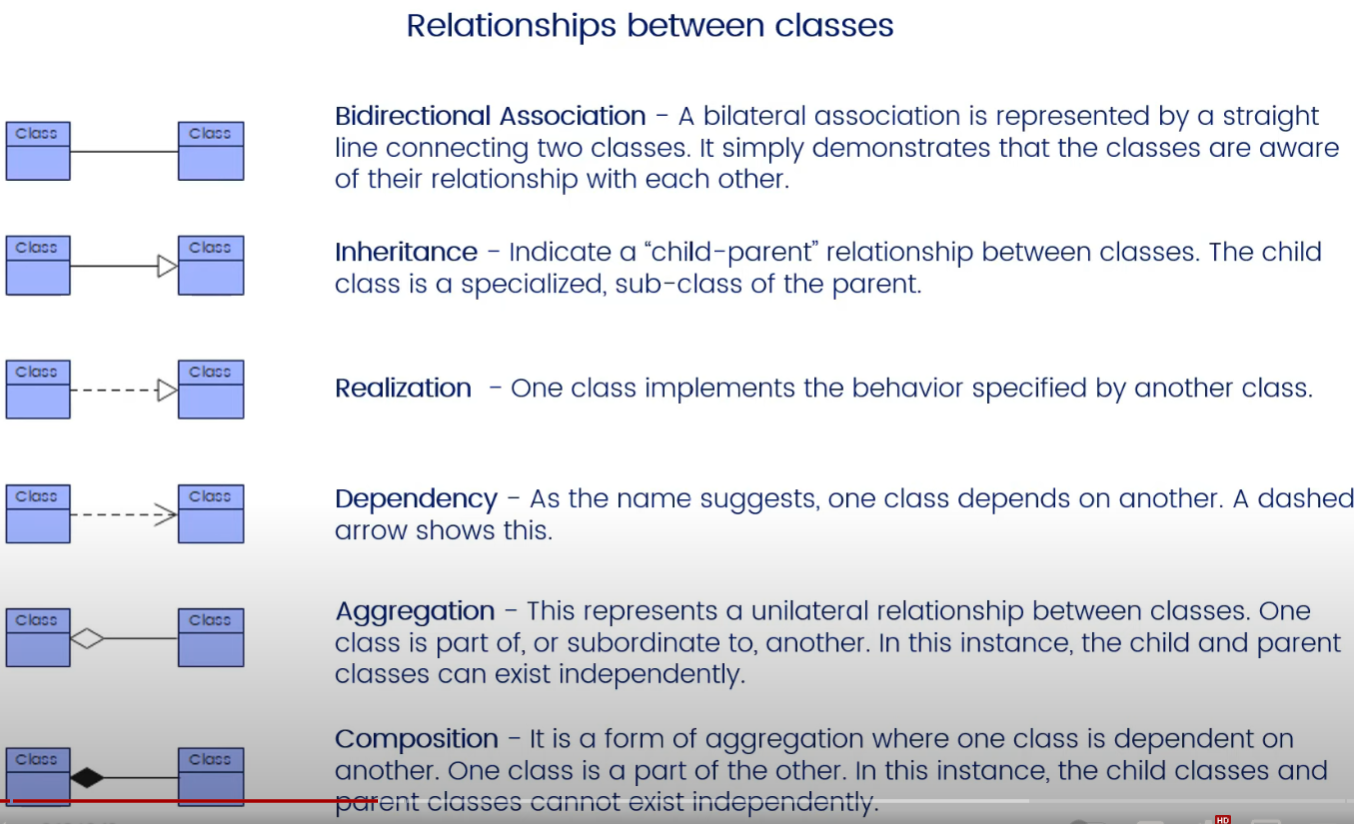 Relationships between classes
Class
Class
Bidirectional Association - A bilateral association is represented by a straight
line connecting two classes. It simply demonstrates that the classes are aware
of their relationship with each other.
Class
Class
Inheritance - Indicate a “child-parent” relationship between classes. The child
class is a specialized, sub-class of the parent.
Class
Class
Realization - One class implements the behavior specified by another class.
Class
Class
Dependency - As the name suggests, one class depends on another. A dashed
arrow shows this.
Class
Class
Aggregation - This represents a unilateral relationship between classes. One
class is part of, or subordinate to, another. In this instance, the child and parent
classes can exist independently.
Class
Class
Composition - It is a form of aggregation where one class is dependent on
another. One class is a part of the other. In this instance, the child classes and
parent classes cannot exist independently.
HD